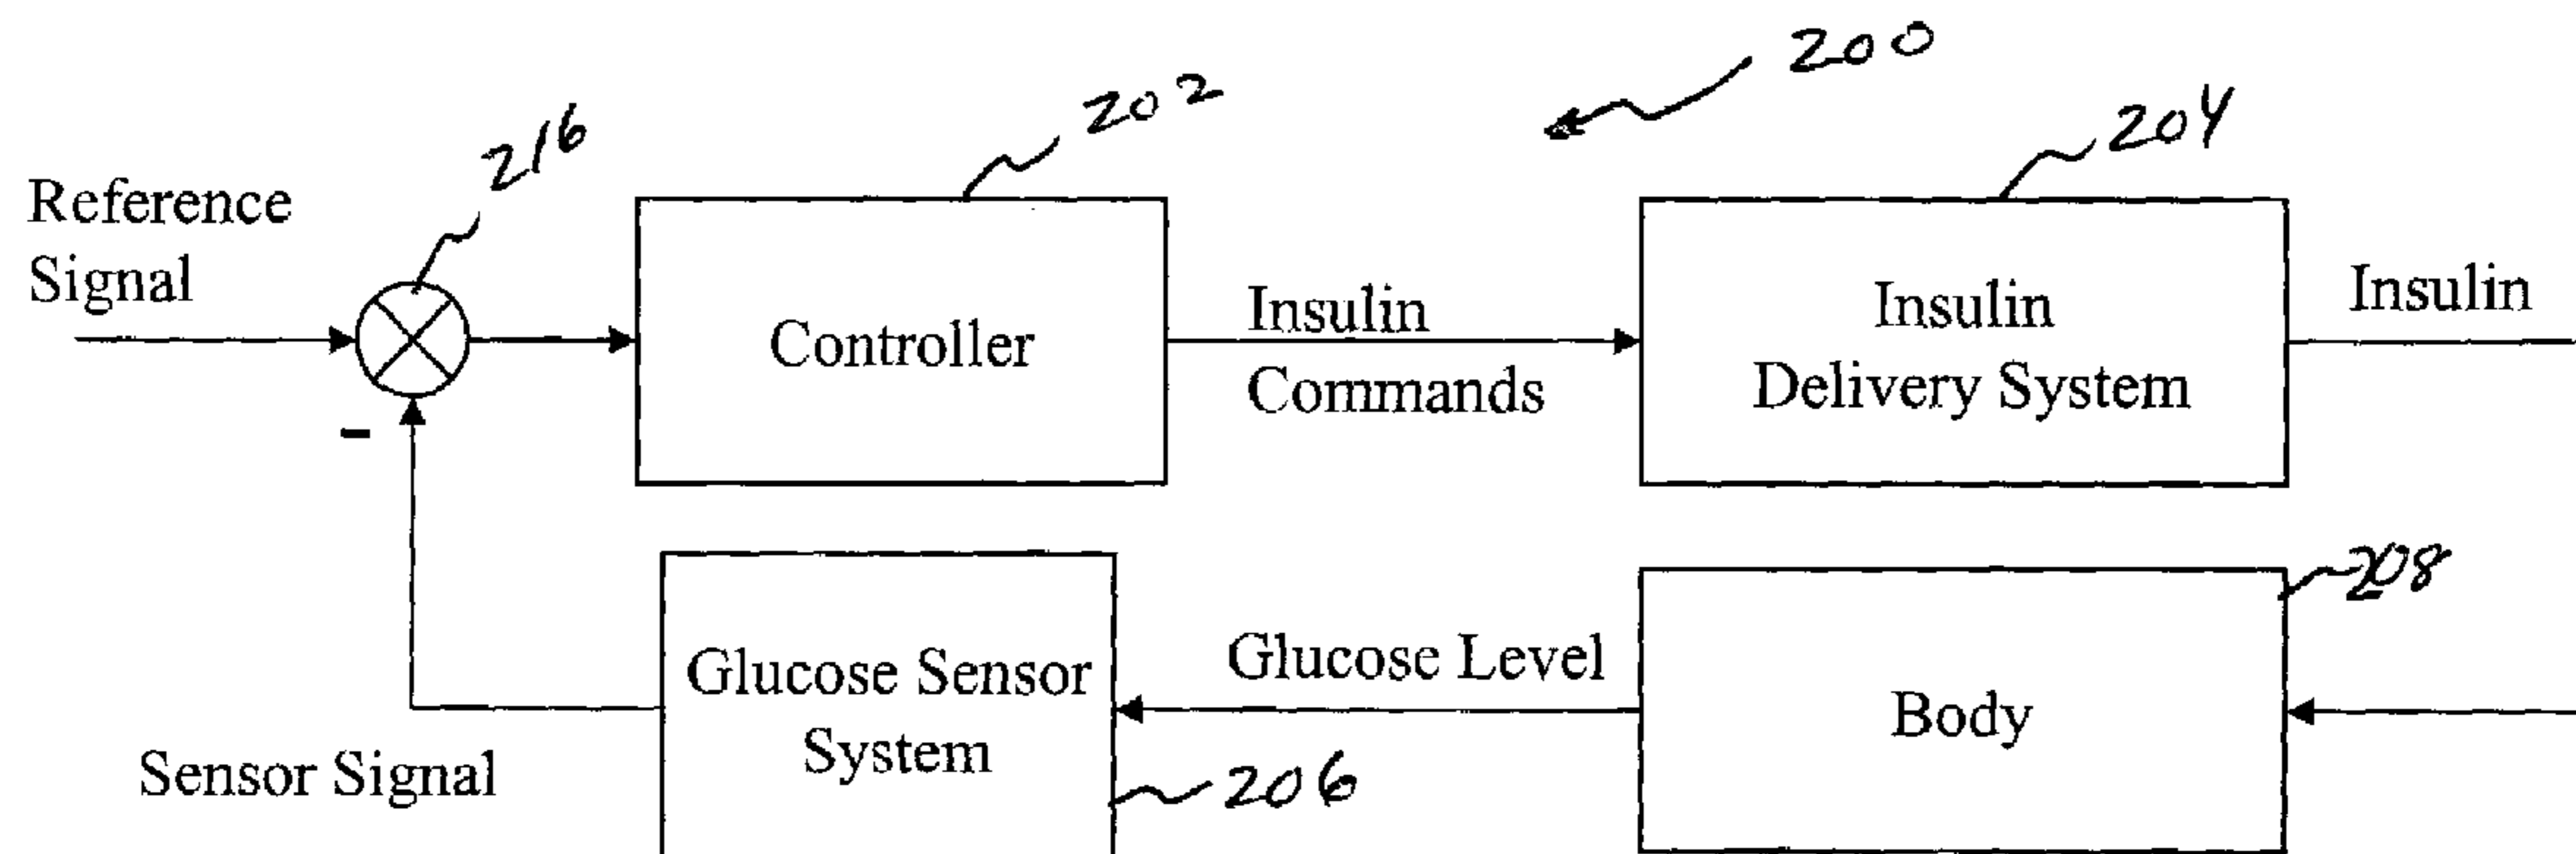 200
202
204
216
Reference
Signal
Controller
Insulin
Commands
Insulin
Delivery System
Insulin
-
Glucose Sensor
System
Glucose Level
Body
208
206
Sensor Signal